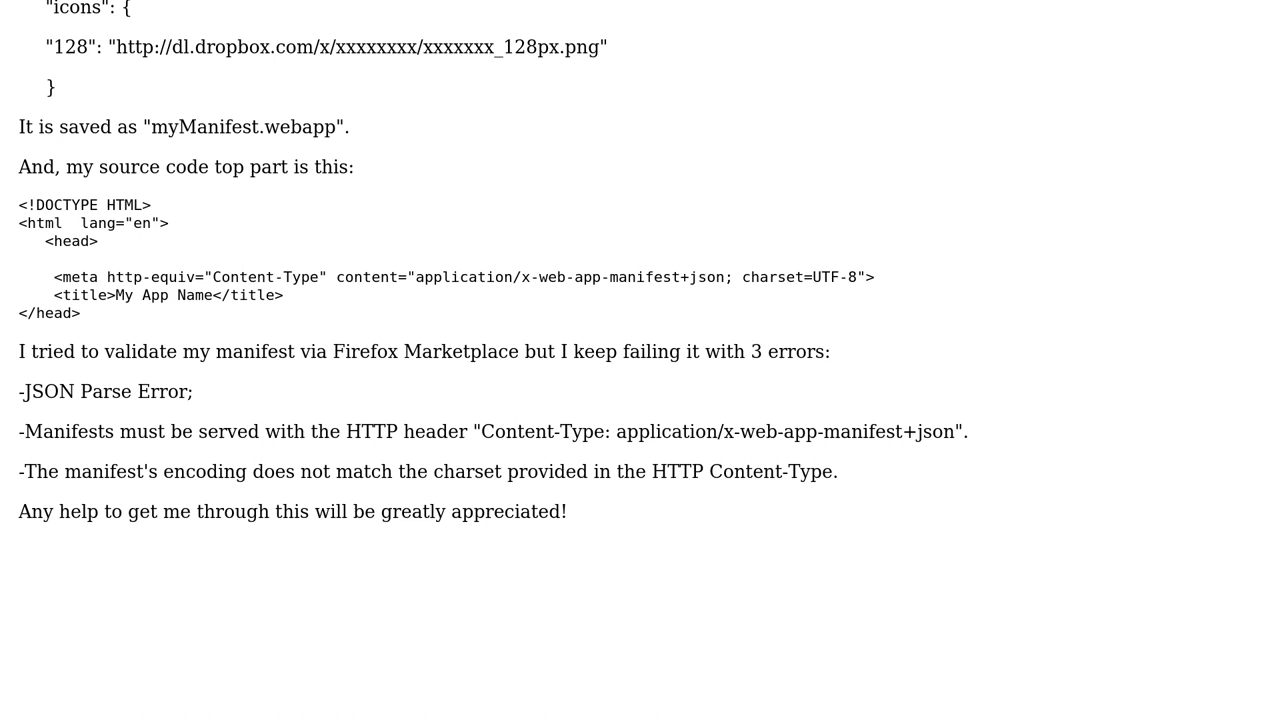 "icons": {
"128": "http://dl.dropbox.com/x/xxxxxxxx/xxxxxxx_128px.png"
}
It is saved as "myManifest.webapp".
And, my source code top part is this:
<!DOCTYPE HTML>
<html  lang="en">
   <head>
    <meta http-equiv="Content-Type" content="application/x-web-app-manifest+json; charset=UTF-8">
    <title>My App Name</title>
</head>
I tried to validate my manifest via Firefox Marketplace but I keep failing it with 3 errors:
-JSON Parse Error;
-Manifests must be served with the HTTP header "Content-Type: application/x-web-app-manifest+json".
-The manifest's encoding does not match the charset provided in the HTTP Content-Type.
Any help to get me through this will be greatly appreciated!